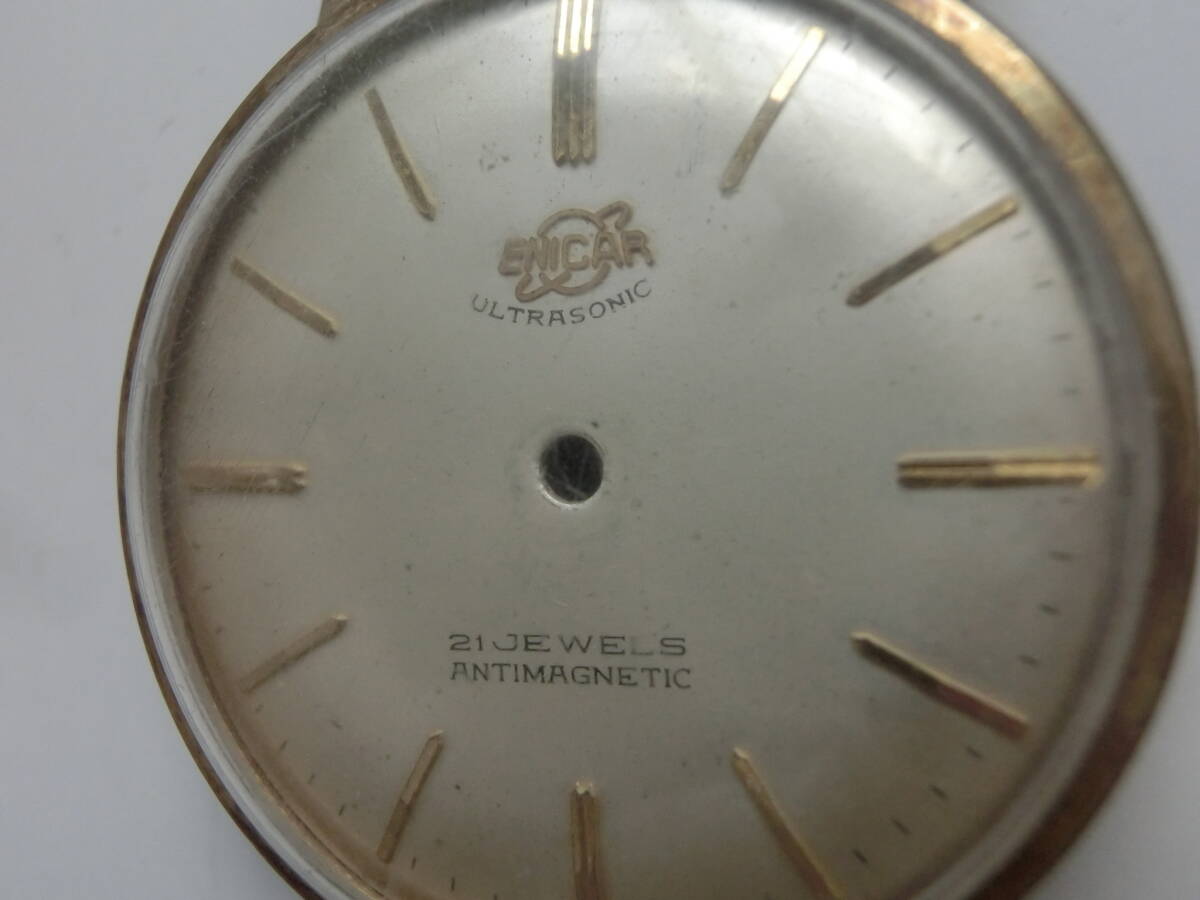 ENICAR
ULTRASONIC
21 JEWELS
ANTIMAGNETIC